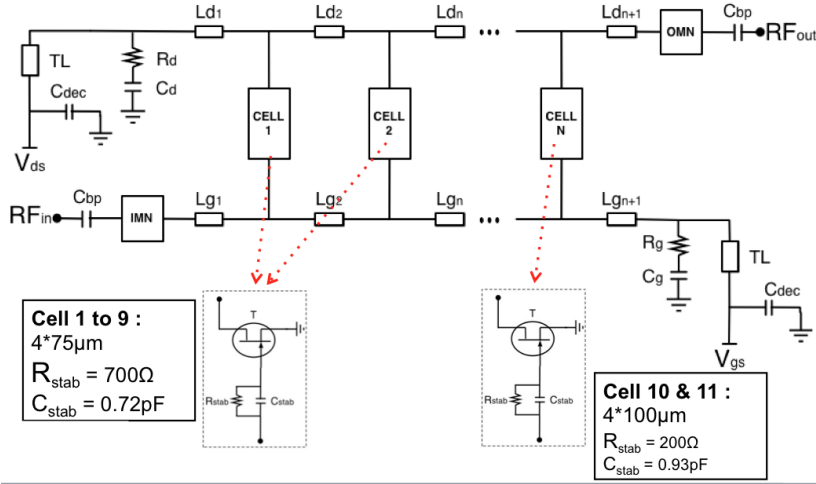 Ld1 Ld2 Ldn Ldn+1 Cbp
OMN RFout
TL Rd
Cd
Cdec
Vds
CELL
1
CELL
2
CELL
N
Cbp
RFin IMN Lg1 Lg2 Lgn Lgn+1
Rg
Cg
TL
Cdec
Vgs
T
Rstab Cstab
T
Rstab Cstab
Cell 1 to 9 :
4*75µm
Rstab = 700Ω
Cstab = 0.72pF
Cell 10 & 11 :
4*100µm
Rstab = 200Ω
Cstab = 0.93pF